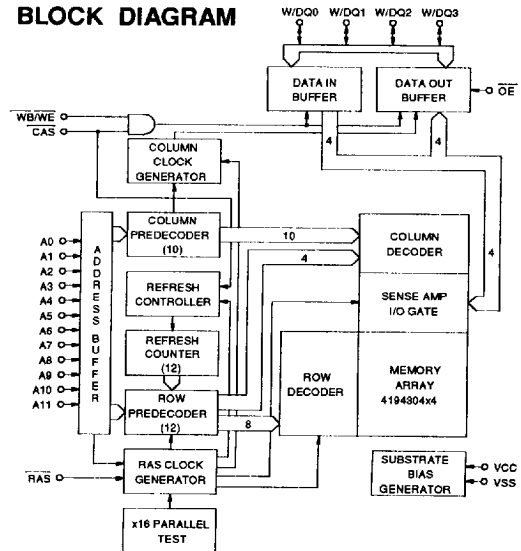 BLOCK DIAGRAM
W/DQ0 W/DQ1 W/DQ2 W/DQ3
DATA IN
BUFFER
DATA OUT
BUFFER
OE
WB/WE
CAS
4
4
COLUMN
CLOCK
GENERATOR
COLUMN
PREDECODER
(10)
10
4
COLUMN
DECODER
4
A0
A1
A2
A3
A4
A5
A6
A7
A8
A9
A10
A11
ADDRESS BUFFER
REFRESH
CONTROLLER
SENSE AMP
I/O GATE
REFRESH
COUNTER
(12)
ROW
PREDECODER
(12)
8
ROW
DECODER
MEMORY
ARRAY
4194304x4
RAS
RAS CLOCK
GENERATOR
SUBSTRATE
BIAS
GENERATOR
VCC
VSS
x16 PARALLEL
TEST